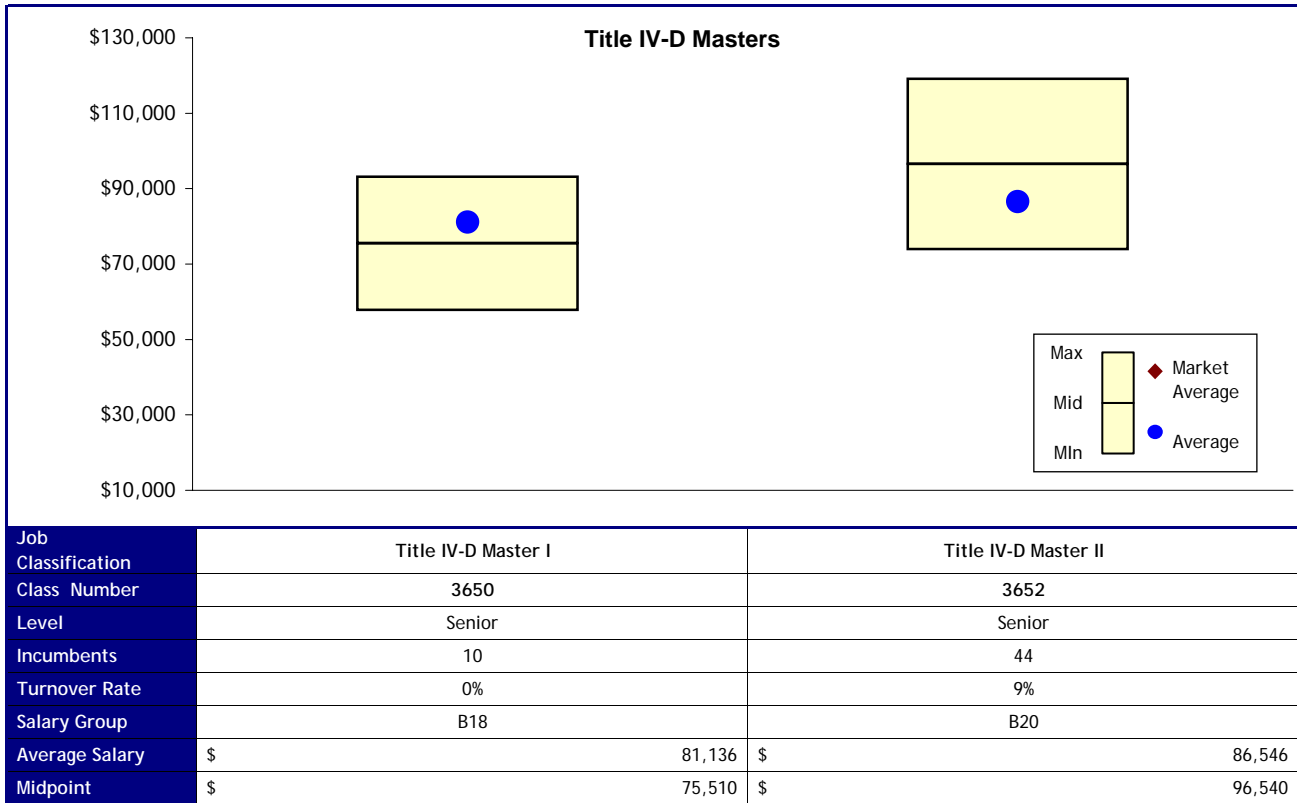 Title IV-D Masters
$130,000
$110,000
$90,000
$70,000
$50,000
$30,000
$10,000
Max
Mid
MIn
Market
Average
Average
Job
Classification
Title IV-D Master I
Title IV-D Master II
Class Number 3650 3652
Level Senior Senior
Incumbents 10 44
Turnover Rate 0% 9%
Salary Group B18 B20
Average Salary $ 81,136 $ 86,546
Midpoint $ 75,510 $ 96,540